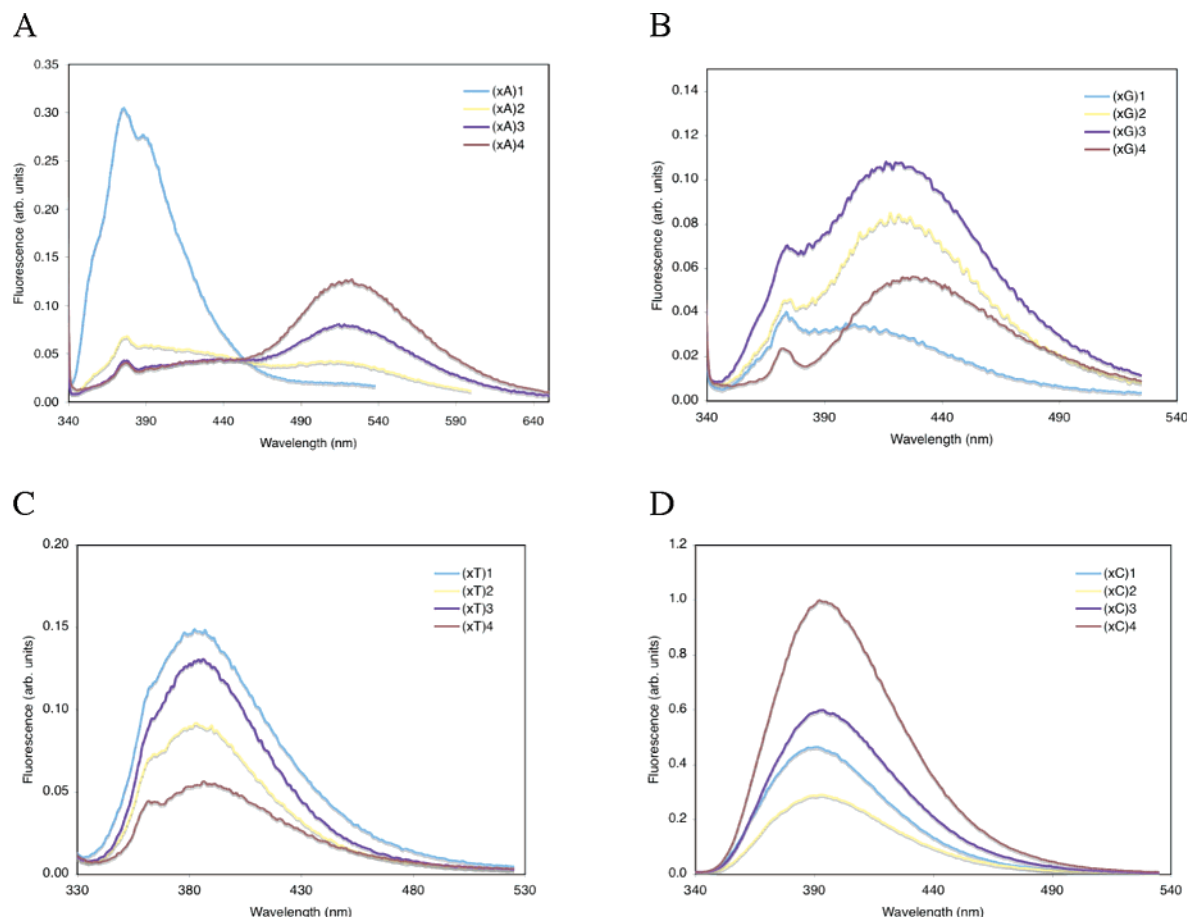 A
Fluorescence (arb. units)
0.35
0.30
0.25
0.20
0.15
0.10
0.05
0.00
(xA)1
(xA)2
(xA)3
(xA)4
340 390 440 490 540 590 640
Wavelength (nm)
B
Fluorescence (arb. units)
0.14
0.12
0.10
0.08
0.06
0.04
0.02
0.00
(xG)1
(xG)2
(xG)3
(xG)4
340 390 440 490 540
Wavelength (nm)
C
Fluorescence (arb. units)
0.20
0.15
0.10
0.05
0.00
(xT)1
(xT)2
(xT)3
(xT)4
330 380 430 480 530
Wavelength (nm)
D
Fluorescence (arb. units)
1.2
1.0
0.8
0.6
0.4
0.2
0.0
(xC)1
(xC)2
(xC)3
(xC)4
340 390 440 490 540
Wavelength (nm)